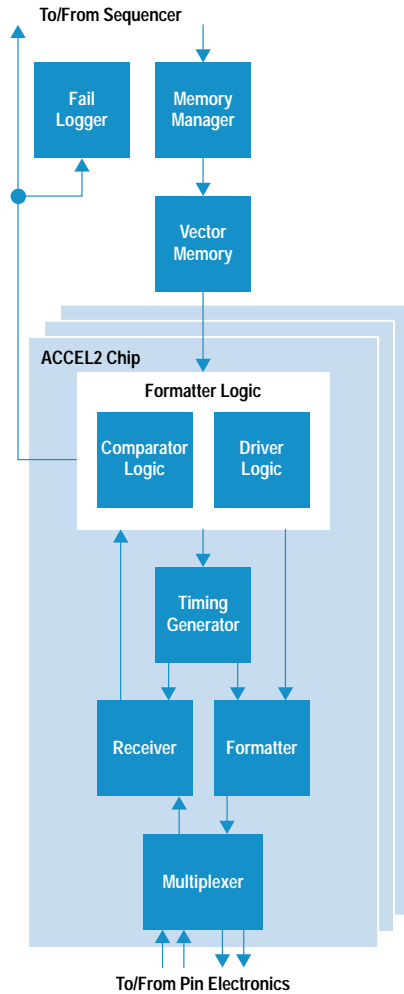 To/From Sequencer
Fail
Logger
Memory
Manager
Vector
Memory
ACCEL2 Chip
Formatter Logic
Comparator
Logic
Driver
Logic
Timing
Generator
Receiver
Formatter
Multiplexer
To/From Pin Electronics